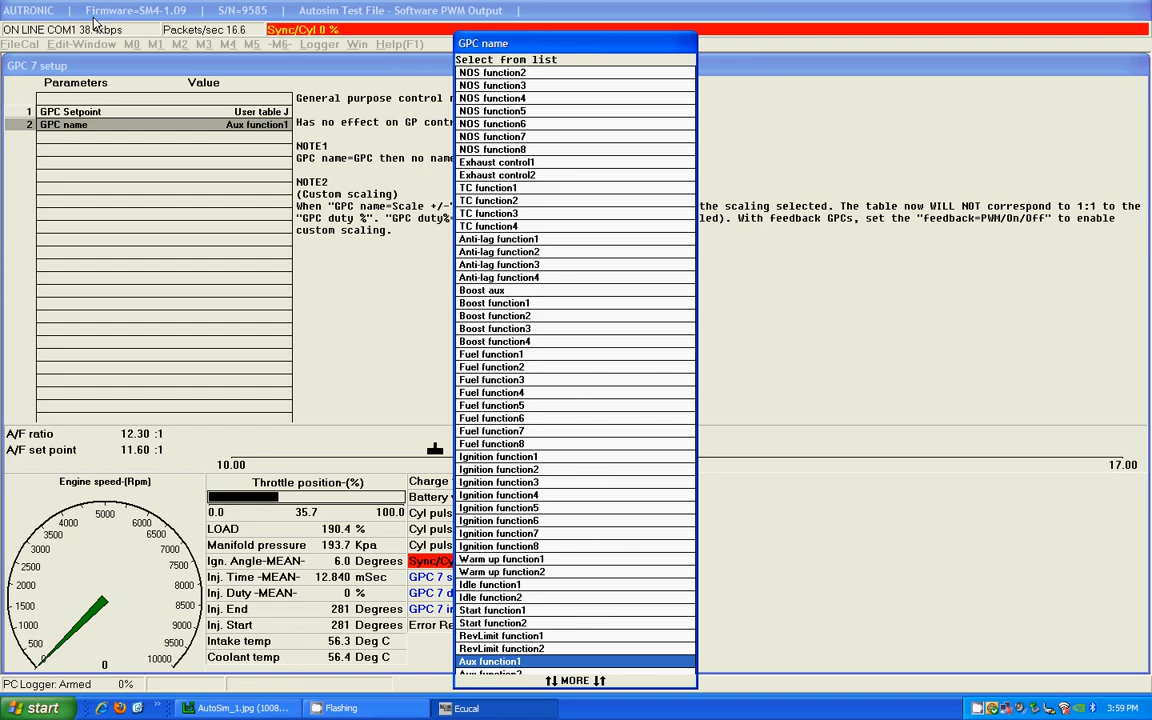 AUTRONIC | Firmware=SM4-1.09 | S/N=9585 | Autosim Test File - Software PWM Output |
ON LINE COM1 38.4kbps Packets/sec 16.6 Sync/Cyl 0 %
FileCal Edit-Window M0 M1 M2 M3 M4 M5 -M6- Logger Win Help(F1)
GPC 7 setup
Parameters Value
1 GPC Setpoint User table J
2 GPC name Aux function1
General purpose control
Has no effect on GP cont
NOTE1
GPC name=GPC then no nam
NOTE2
(Custom scaling)
When "GPC name=Scale +/-" the scaling selected. The table now WILL NOT correspond to 1:1 to the
"GPC duty %". "GPC duty%= led). With feedback GPCs, set the "feedback=PWM/On/Off" to enable
custom scaling.
GPC name
Select from list
NOS function2
NOS function3
NOS function4
NOS function5
NOS function6
NOS function7
NOS function8
Exhaust control1
Exhaust control2
TC function1
TC function2
TC function3
TC function4
Anti-lag function1
Anti-lag function2
Anti-lag function3
Anti-lag function4
Boost aux
Boost function1
Boost function2
Boost function3
Boost function4
Fuel function1
Fuel function2
Fuel function3
Fuel function4
Fuel function5
Fuel function6
Fuel function7
Fuel function8
Ignition function1
Ignition function2
Ignition function3
Ignition function4
Ignition function5
Ignition function6
Ignition function7
Ignition function8
Warm up function1
Warm up function2
Idle function1
Idle function2
Start function1
Start function2
RevLimit function1
RevLimit function2
Aux function1
Aux function2
↑↓ MORE ↑↓
A/F ratio 12.30 :1
A/F set point 11.60 :1
10.00 17.00
Engine speed-(Rpm)
0
500
1000
1500
2000
2500
3000
3500
4000
4500
5000
5500
6000
6500
7000
7500
8000
8500
9000
9500
10000
0
Throttle position-(%)
0.0 35.7 100.0
LOAD 190.4 %
Manifold pressure 193.7 Kpa
Ign. Angle-MEAN- 6.0 Degrees
Inj. Time -MEAN- 12.840 mSec
Inj. Duty -MEAN- 0 %
Inj. End 281 Degrees
Inj. Start 281 Degrees
Intake temp 56.3 Deg C
Coolant temp 56.4 Deg C
Charge
Battery v
Cyl puls
Cyl puls
Cyl puls
Sync/Cy
GPC 7 s
GPC 7 d
GPC 7 in
Error Re
PC Logger: Armed 0%
start AutoSim_1.jpg (1008... Flashing Ecucal 3:59 PM